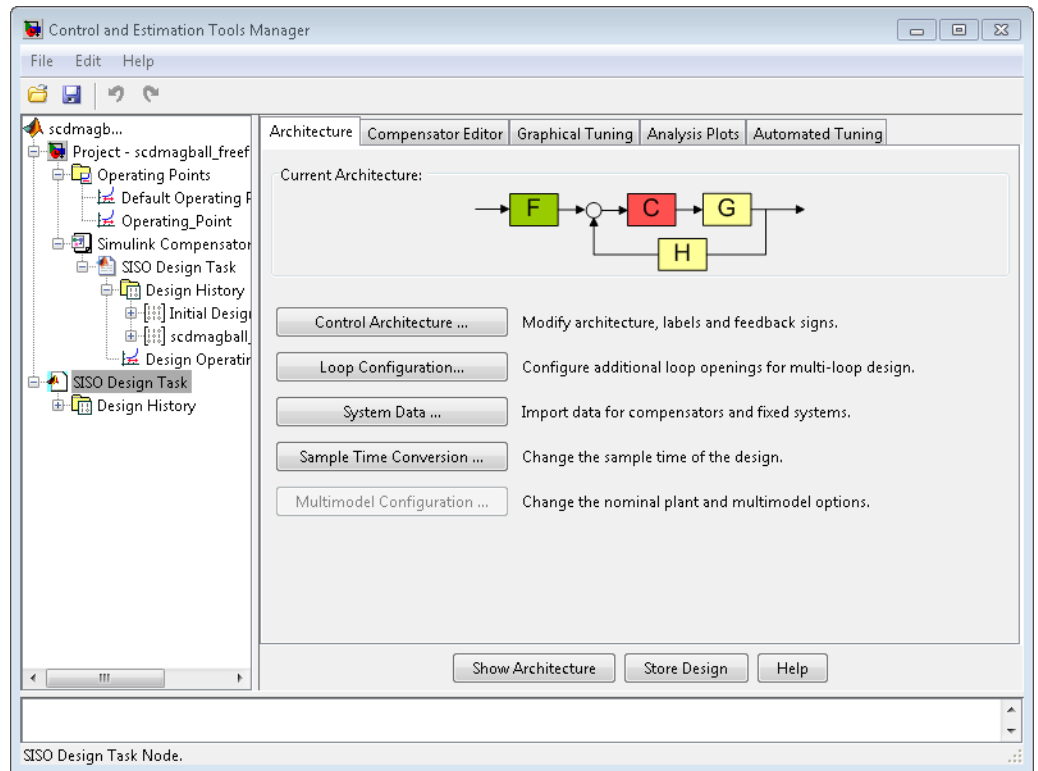 Control and Estimation Tools Manager
File Edit Help
scdmagb...
Project - scdmagball_freef
Operating Points
Default Operating P
Operating_Point
Simulink Compensator
SISO Design Task
Design History
Initial Design
scdmagball_
Design Operatin
SISO Design Task
Design History
Architecture Compensator Editor Graphical Tuning Analysis Plots Automated Tuning
Current Architecture:
F C G
H
Control Architecture ... Modify architecture, labels and feedback signs.
Loop Configuration... Configure additional loop openings for multi-loop design.
System Data ... Import data for compensators and fixed systems.
Sample Time Conversion ... Change the sample time of the design.
Multimodel Configuration ... Change the nominal plant and multimodel options.
Show Architecture Store Design Help
SISO Design Task Node.